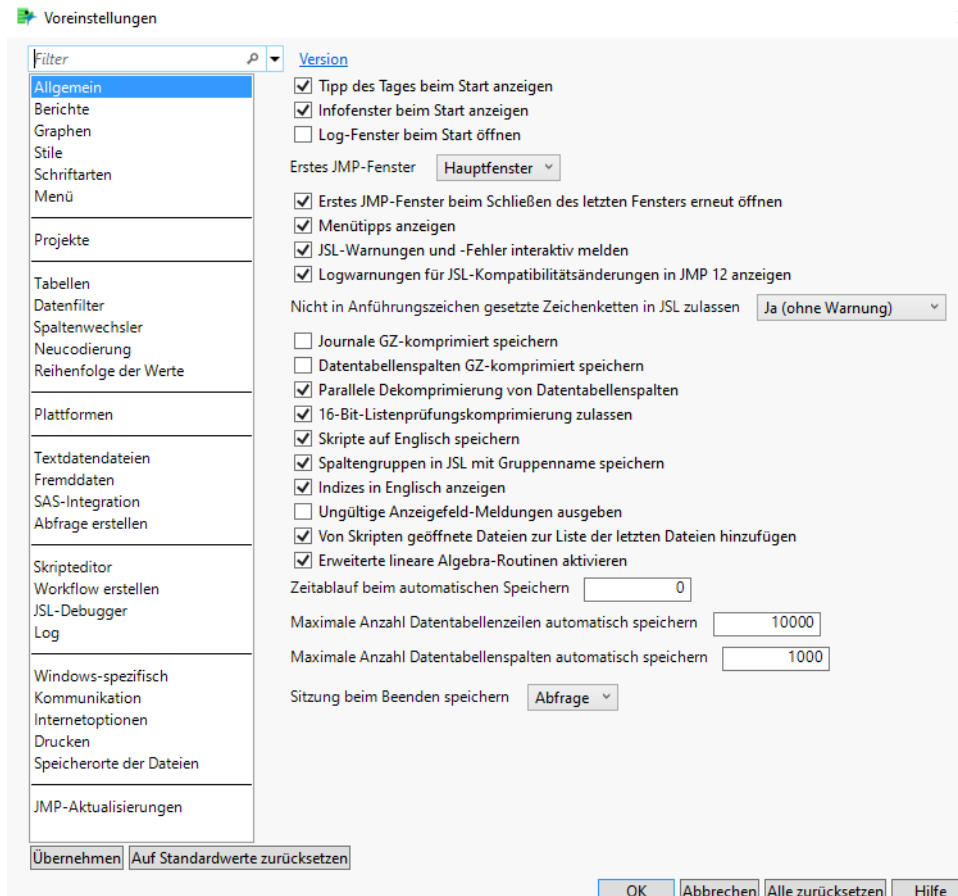 Voreinstellungen
Filter
Allgemein
Berichte
Graphen
Stile
Schriftarten
Menü
Projekte
Tabellen
Datenfilter
Spaltenwechsler
Neucodierung
Reihenfolge der Werte
Plattformen
Textdatendateien
Fremddaten
SAS-Integration
Abfrage erstellen
Skripteditor
Workflow erstellen
JSL-Debugger
Log
Windows-spezifisch
Kommunikation
Internetoptionen
Drucken
Speicherorte der Dateien
JMP-Aktualisierungen
Version
Tipp des Tages beim Start anzeigen
Infofenster beim Start anzeigen
Log-Fenster beim Start öffnen
Erstes JMP-Fenster Hauptfenster
Erstes JMP-Fenster beim Schließen des letzten Fensters erneut öffnen
Menütipps anzeigen
JSL-Warnungen und -Fehler interaktiv melden
Logwarnungen für JSL-Kompatibilitätsänderungen in JMP 12 anzeigen
Nicht in Anführungszeichen gesetzte Zeichenketten in JSL zulassen Ja (ohne Warnung)
Journale GZ-komprimiert speichern
Datentabellenspalten GZ-komprimiert speichern
Parallele Dekomprimierung von Datentabellenspalten
16-Bit-Listenprüfungskomprimierung zulassen
Skripte auf Englisch speichern
Spaltengruppen in JSL mit Gruppenname speichern
Indizes in Englisch anzeigen
Ungültige Anzeigefeld-Meldungen ausgeben
Von Skripten geöffnete Dateien zur Liste der letzten Dateien hinzufügen
Erweiterte lineare Algebra-Routinen aktivieren
Zeitablauf beim automatischen Speichern 0
Maximale Anzahl Datentabellenzeilen automatisch speichern 10000
Maximale Anzahl Datentabellenspalten automatisch speichern 1000
Sitzung beim Beenden speichern Abfrage
Übernehmen Auf Standardwerte zurücksetzen
OK Abbrechen Alle zurücksetzen Hilfe